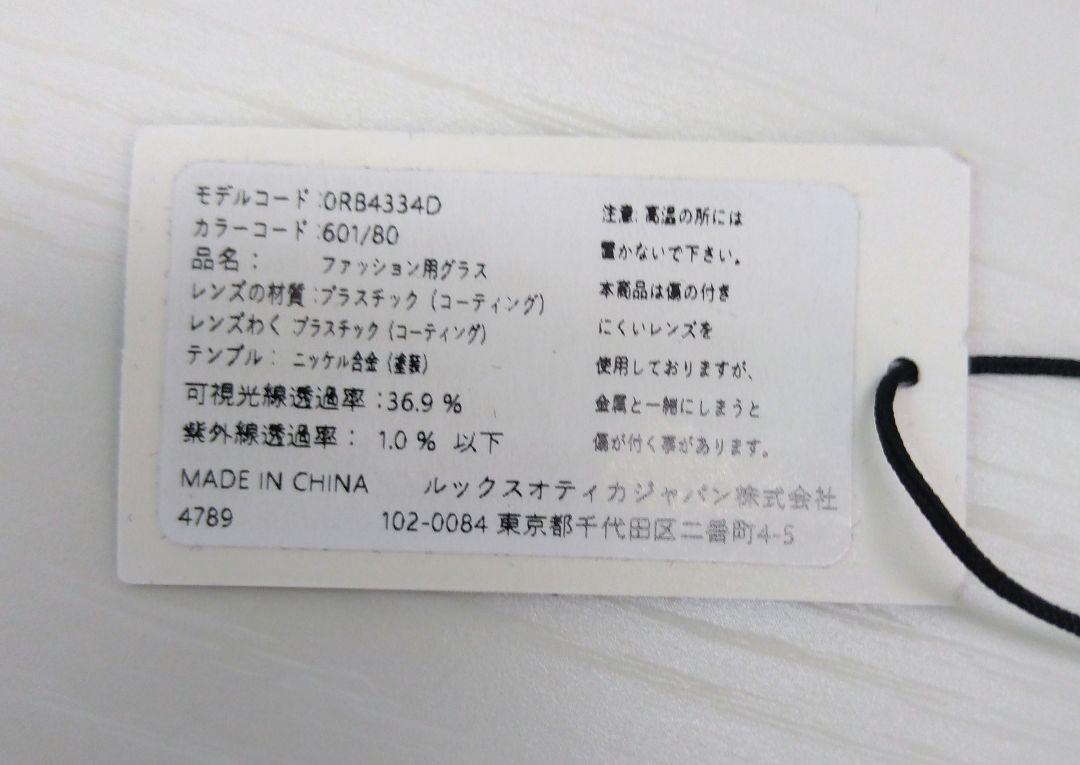 モデルコード:0RB4334D
カラーコード:601/80
品名: ファッション用グラス
レンズの材質:プラスチック（コーティング）
レンズわく プラスチック（コーティング）
テンプル: ニッケル合金（塗装）
可視光線透過率:36.9 %
紫外線透過率: 1.0 % 以下
注意:高温の所には
置かないで下さい。
本商品は傷の付き
にくいレンズを
使用しておりますが、
金属と一緒にしまうと
傷が付く事があります。
MADE IN CHINA ルックスオティカジャパン株式会社
4789 102-0084 東京都千代田区二番町4-5